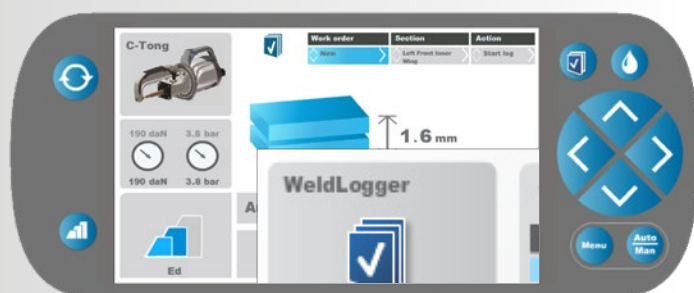 C-Tong
Work order
Section
Action
New
Left Front Inner
Wing
Start log
190 daN
3.8 bar
190 daN
3.8 bar
1.6 mm
WeldLogger
Ed
Menu
Auto
Man